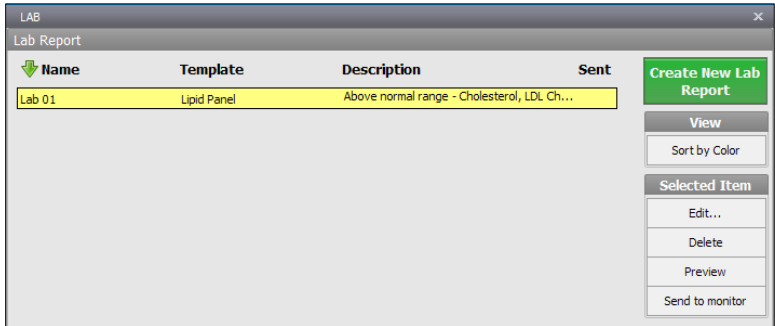 LAB
Lab Report
Name Template Description Sent
Lab 01 Lipid Panel Above normal range - Cholesterol, LDL Ch...
Create New Lab
Report
View
Sort by Color
Selected Item
Edit...
Delete
Preview
Send to monitor